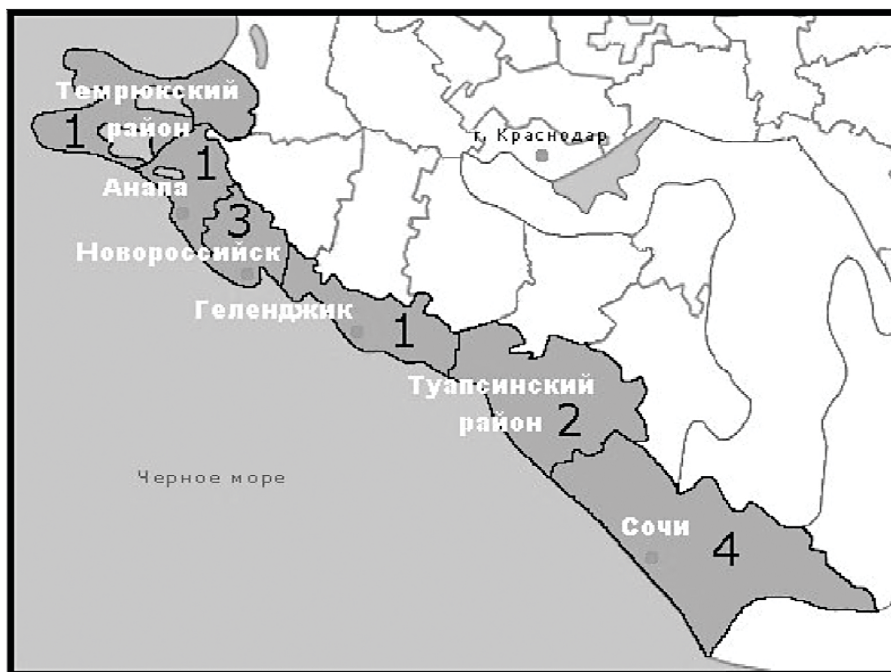 Темрюкский
район
1
г. Краснодар
1
Анапа
3
Новороссийск
Геленджик
1
Туапсинский
район
2
Черное море
Сочи
4